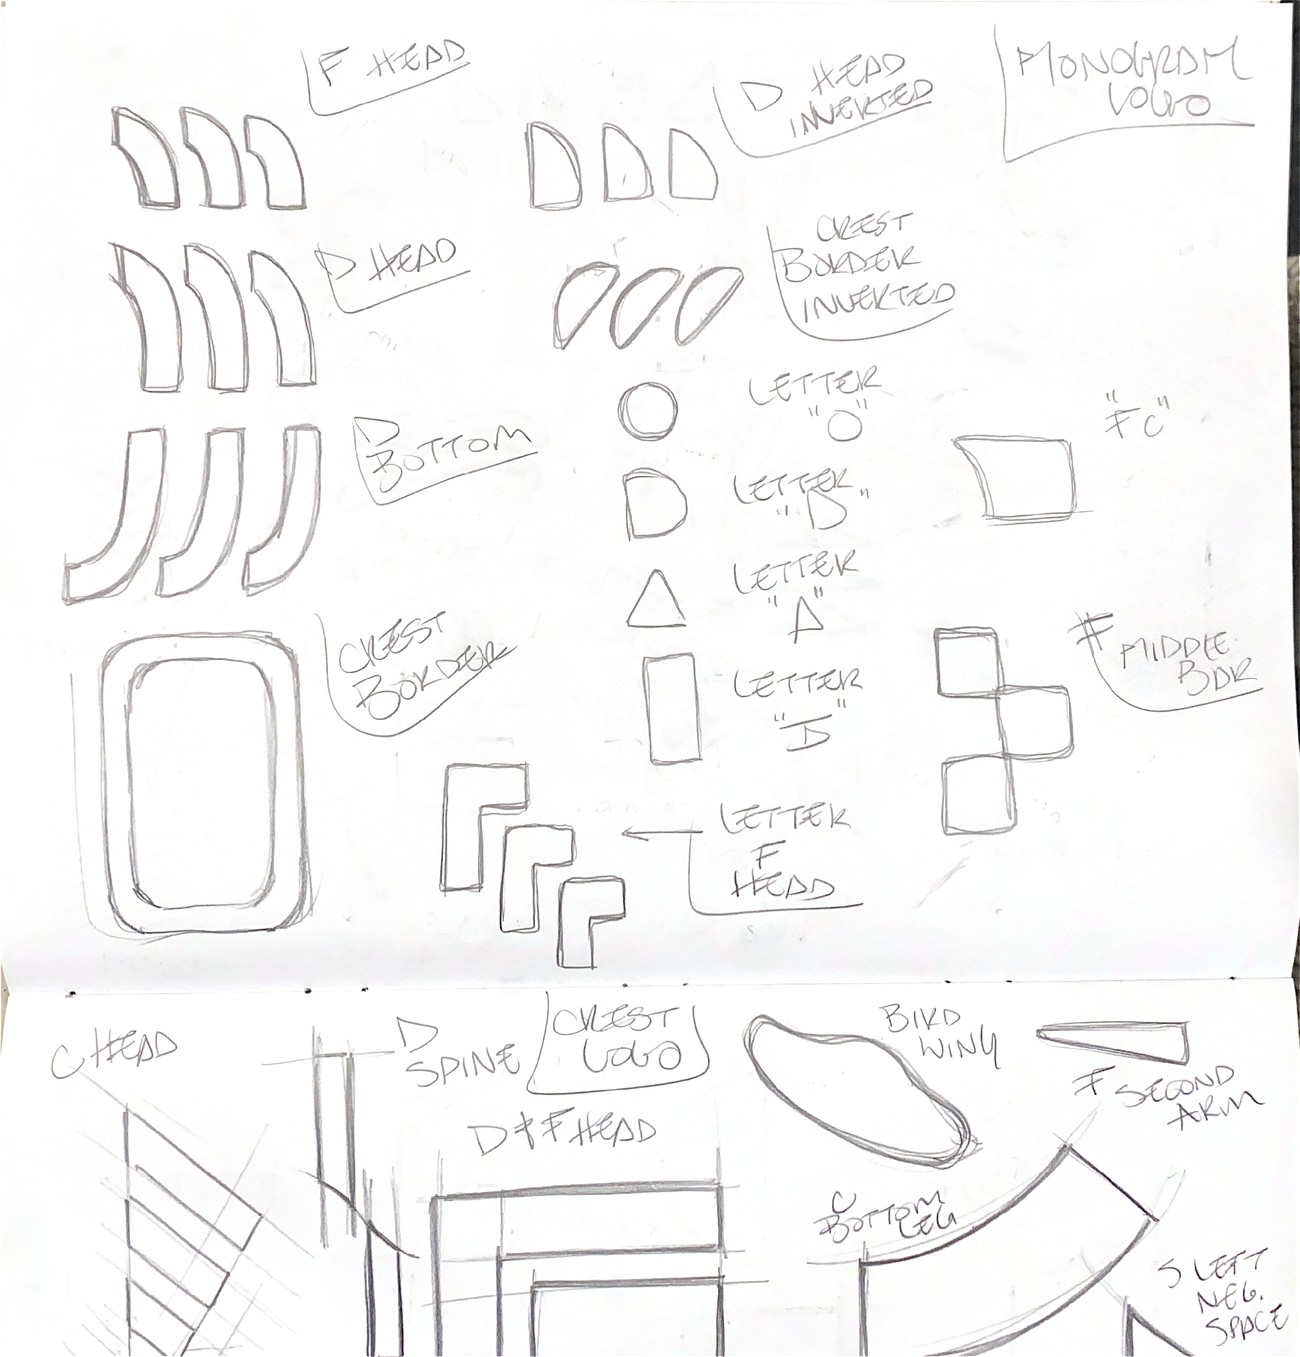 F HEAD
D HEAD
INVERTED
MONOGRAM
LOGO
D HEAD
CREST
BORDER
INVERTED
LETTER
"O"
"FC"
D
BOTTOM
LETTER
"D"
LETTER
"A"
CREST
BORDER
F MIDDLE
BAR
LETTER
"I"
LETTER
F
HEAD
C HEAD
D
SPINE
CREST
LOGO
BIRD
WING
F SECOND
ARM
D & F HEAD
C
BOTTOM
LEG
S LEFT
NEG.
SPACE